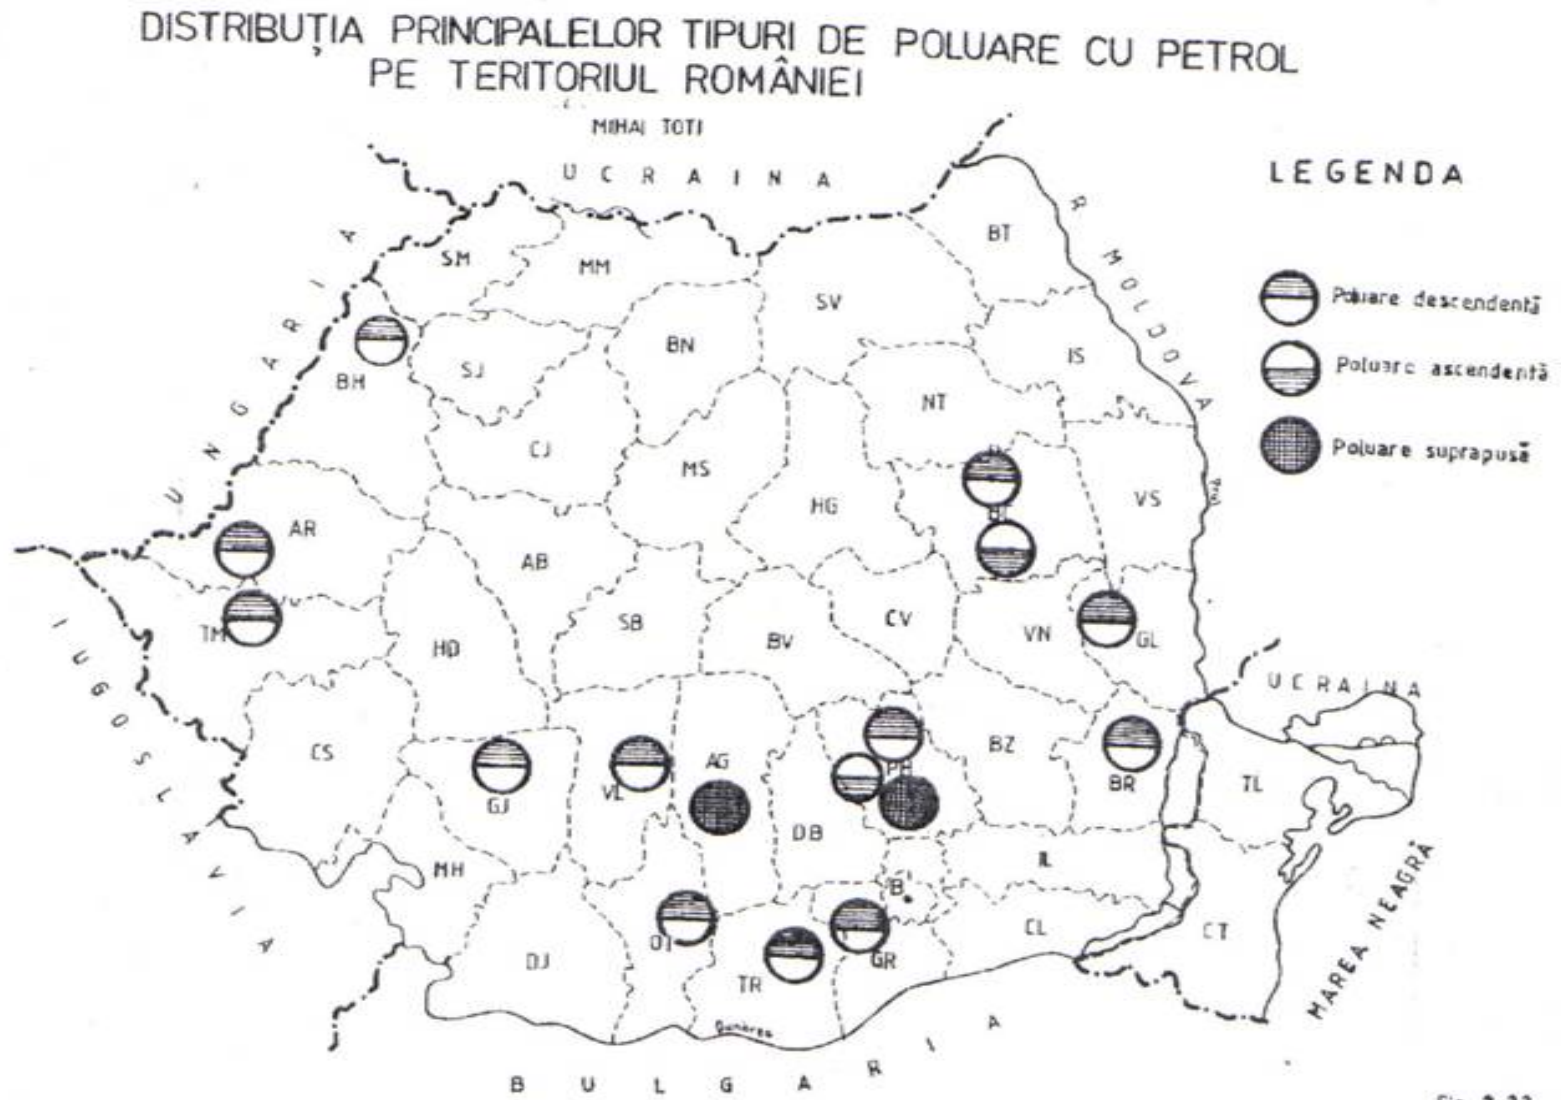 DISTRIBUȚIA PRINCIPALELOR TIPURI DE POLUARE CU PETROL
PE TERITORIUL ROMÂNIEI
MIHAI TOTI
UCRAINA
LEGENDA
Poluare descendentă
Poluare ascendentă
Poluare suprapusă
UNGARIA
R MOLDOVA
BT
SM
MM
SV
BN
IS
SJ
BH
NT
CJ
MS
HG
VS
Prut
AR
AB
TM
HD
SB
BV
CV
VN
GL
IUGOSLAVIA
UCRAINA
CS
GJ
VL
AG
PH
BZ
BR
TL
DB
MH
IL
B
OT
DJ
TR
GR
CL
CT
MAREA NEAGRĂ
Dunărea
BULGARIA